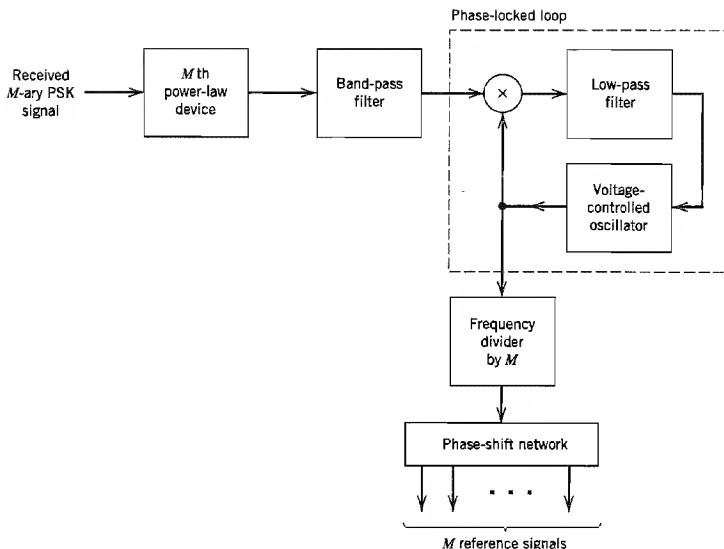 Phase-locked loop
Received
M-ary PSK
signal
M th
power-law
device
Band-pass
filter
×
Low-pass
filter
Voltage-
controlled
oscillator
Frequency
divider
by M
Phase-shift network
. . .
M reference signals